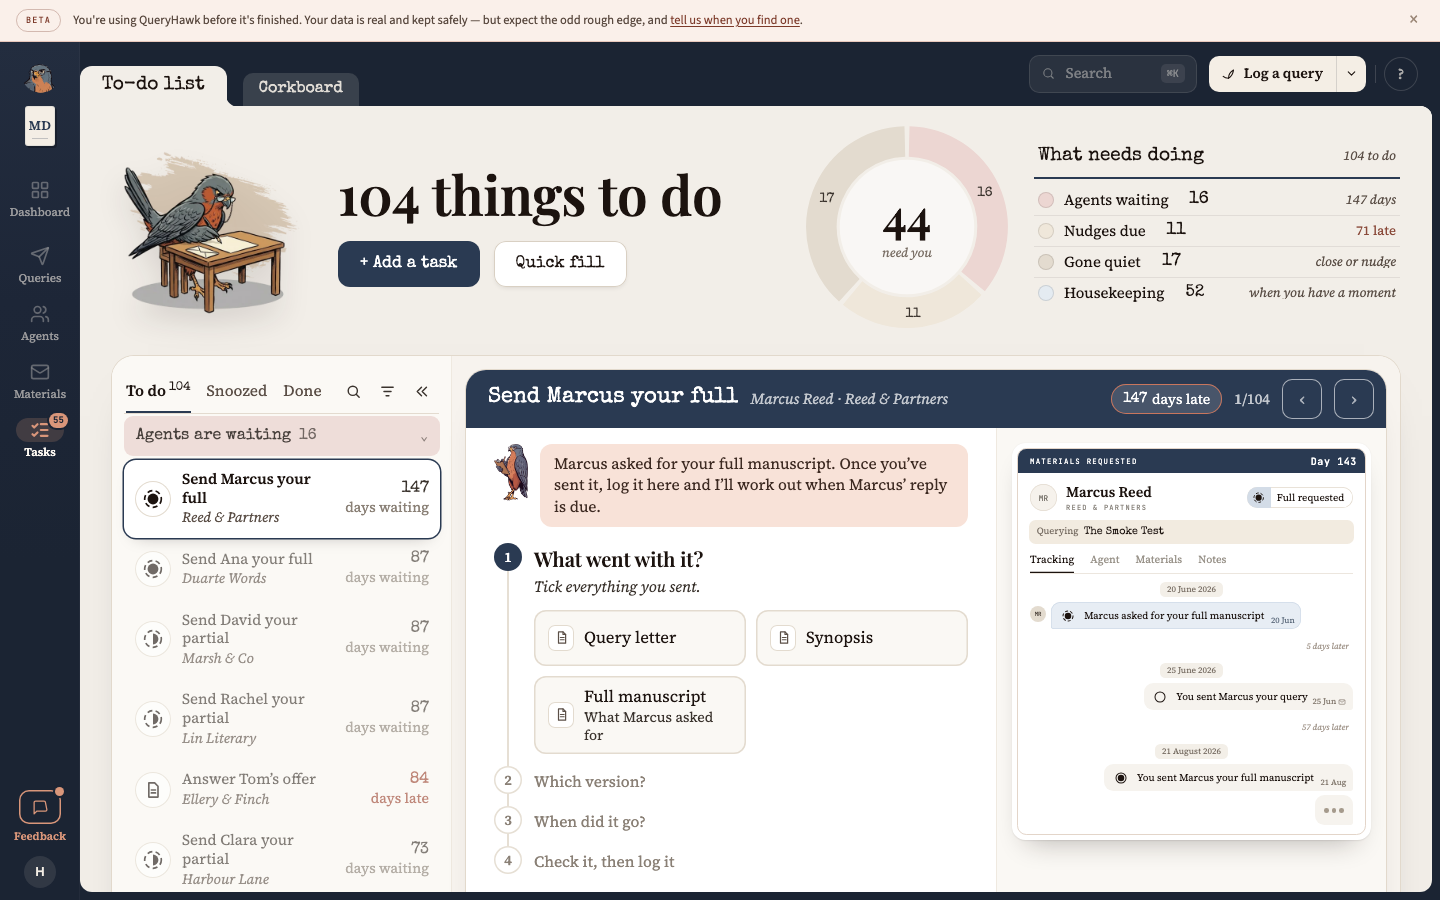 BETA
You're using QueryHawk before it's finished. Your data is real and kept safely — but expect the odd rough edge, and tell us when you find one.
×
To-do list
Corkboard
Search
⌘K
Log a query
?
MD
Dashboard
Queries
Agents
Materials
55
Tasks
Feedback
H
104 things to do
+ Add a task
Quick fill
17
16
11
44
need you
What needs doing
104 to do
Agents waiting 16
147 days
Nudges due 11
71 late
Gone quiet 17
close or nudge
Housekeeping 52
when you have a moment
To do 104
Snoozed
Done
Agents are waiting 16
Send Marcus your
full
Reed & Partners
147
days waiting
Send Ana your full
Duarte Words
87
days waiting
Send David your
partial
Marsh & Co
87
days waiting
Send Rachel your
partial
Lin Literary
87
days waiting
Answer Tom's offer
Ellery & Finch
84
days late
Send Clara your
partial
Harbour Lane
73
days waiting
Send Marcus your full
Marcus Reed · Reed & Partners
147 days late
1/104
‹
›
Marcus asked for your full manuscript. Once you've
sent it, log it here and I'll work out when Marcus' reply
is due.
1
What went with it?
Tick everything you sent.
Query letter
Synopsis
Full manuscript
What Marcus asked
for
2
Which version?
3
When did it go?
4
Check it, then log it
MATERIALS REQUESTED
Day 143
MR
Marcus Reed
REED & PARTNERS
Full requested
Querying The Smoke Test
Tracking
Agent
Materials
Notes
20 June 2026
MR
Marcus asked for your full manuscript 20 Jun
5 days later
25 June 2026
You sent Marcus your query 25 Jun
57 days later
21 August 2026
You sent Marcus your full manuscript 21 Aug